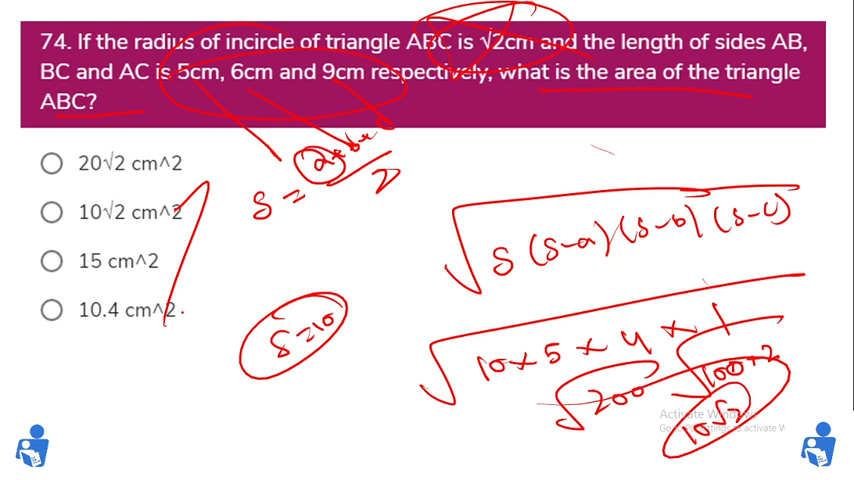 74. If the radius of incircle of triangle ABC is √2cm and the length of sides AB,
BC and AC is 5cm, 6cm and 9cm respectively, what is the area of the triangle
ABC?
20√2 cm^2
10√2 cm^2
15 cm^2
10.4 cm^2
S = a+b+c/2
√s(s-a)(s-b)(s-c)
S=10
√10×5×4×1
√200 √100×2
10√2
Activate Windows